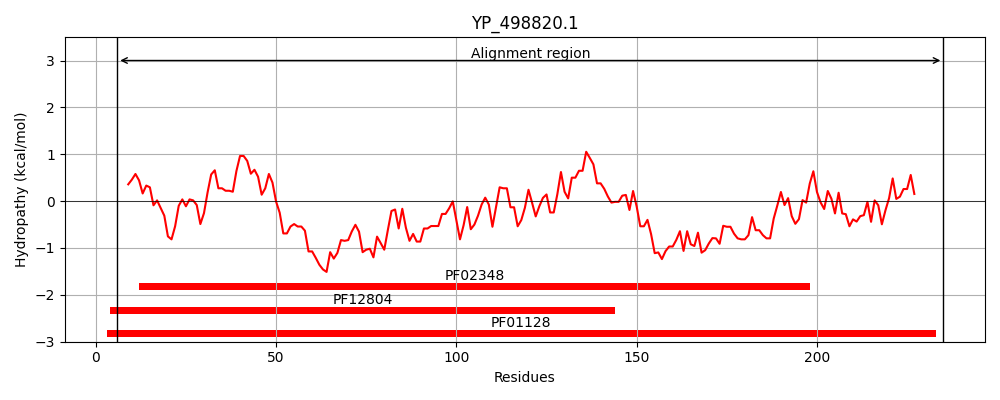 YP_498820.1
Alignment region
3
2
1
0
−1
−2
−3
Hydropathy (kcal/mol)
PF02348
PF12804
PF01128
0
50
100
150
200
Residues